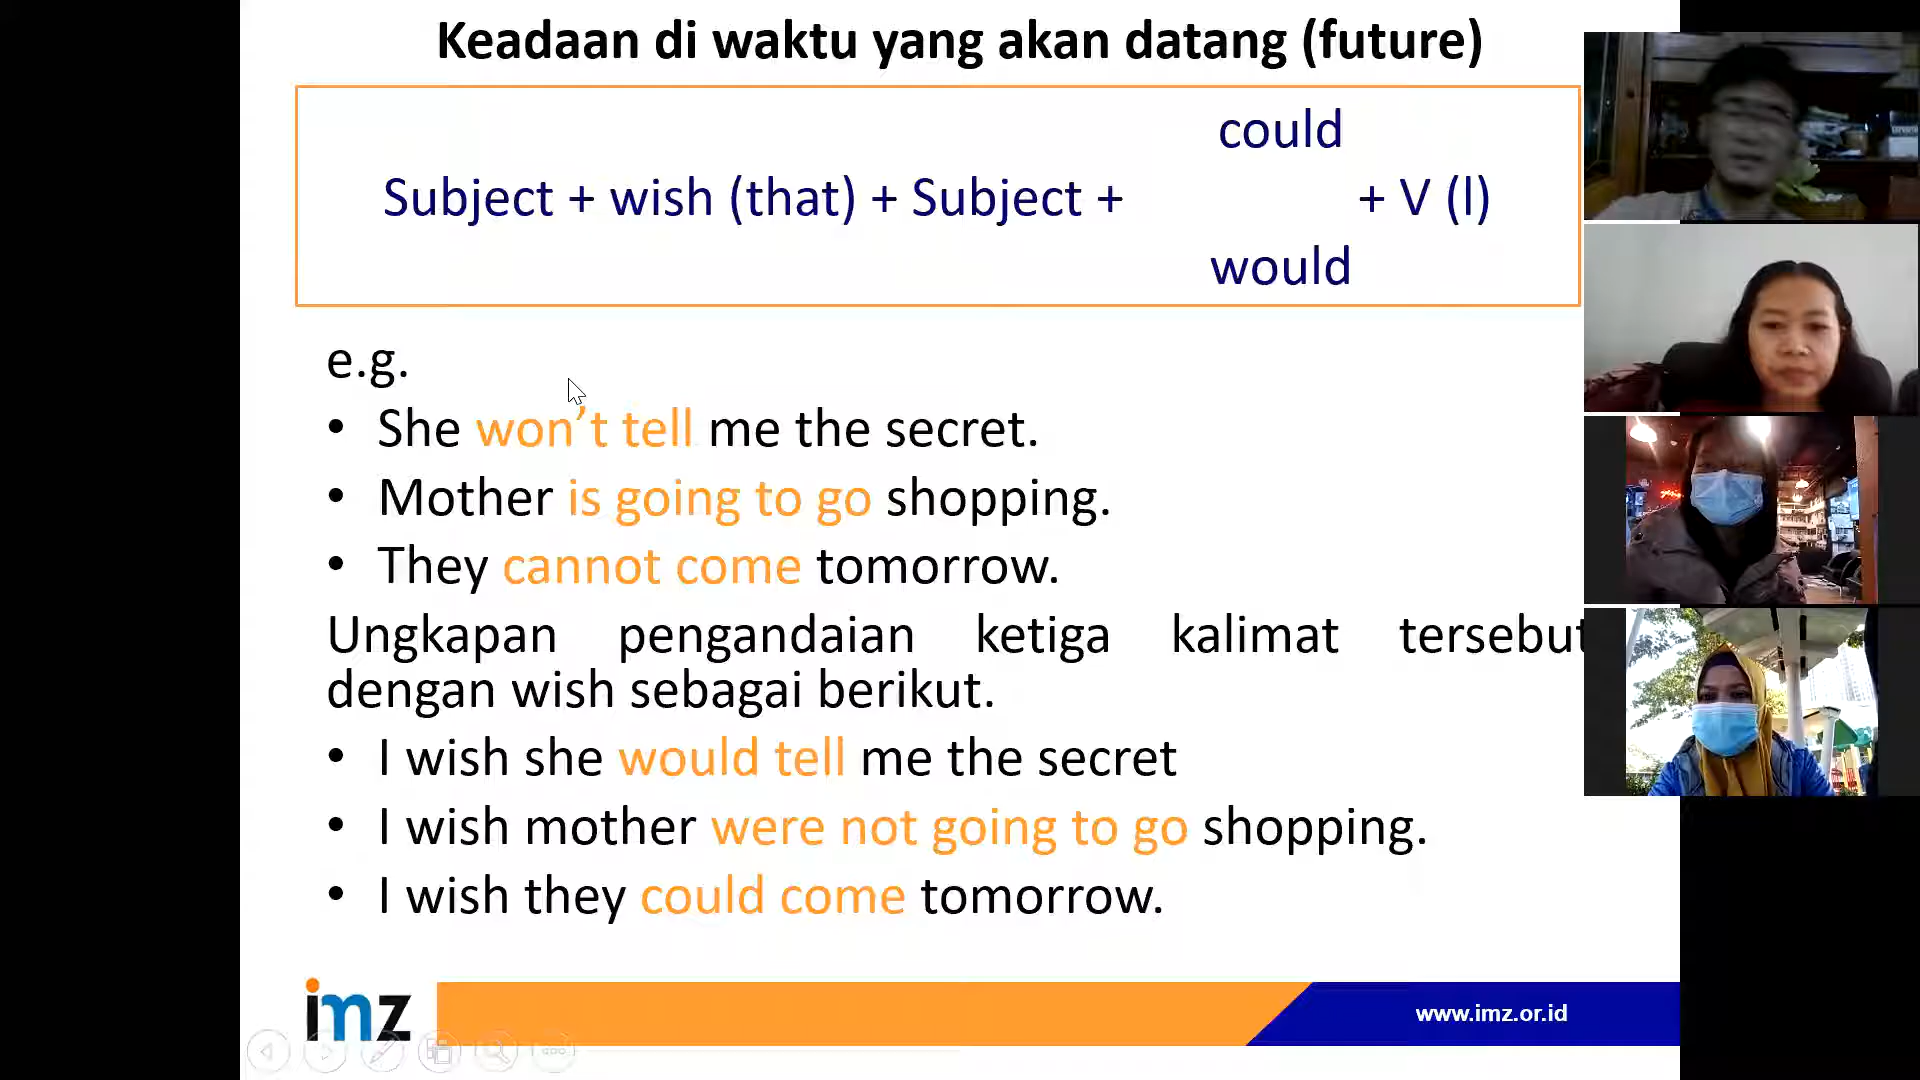 Keadaan di waktu yang akan datang (future)
could
Subject + wish (that) + Subject + + V (l)
would
e.g.
• She won’t tell me the secret.
• Mother is going to go shopping.
• They cannot come tomorrow.
Ungkapan pengandaian ketiga kalimat tersebut
dengan wish sebagai berikut.
• I wish she would tell me the secret
• I wish mother were not going to go shopping.
• I wish they could come tomorrow.
imz
www.imz.or.id